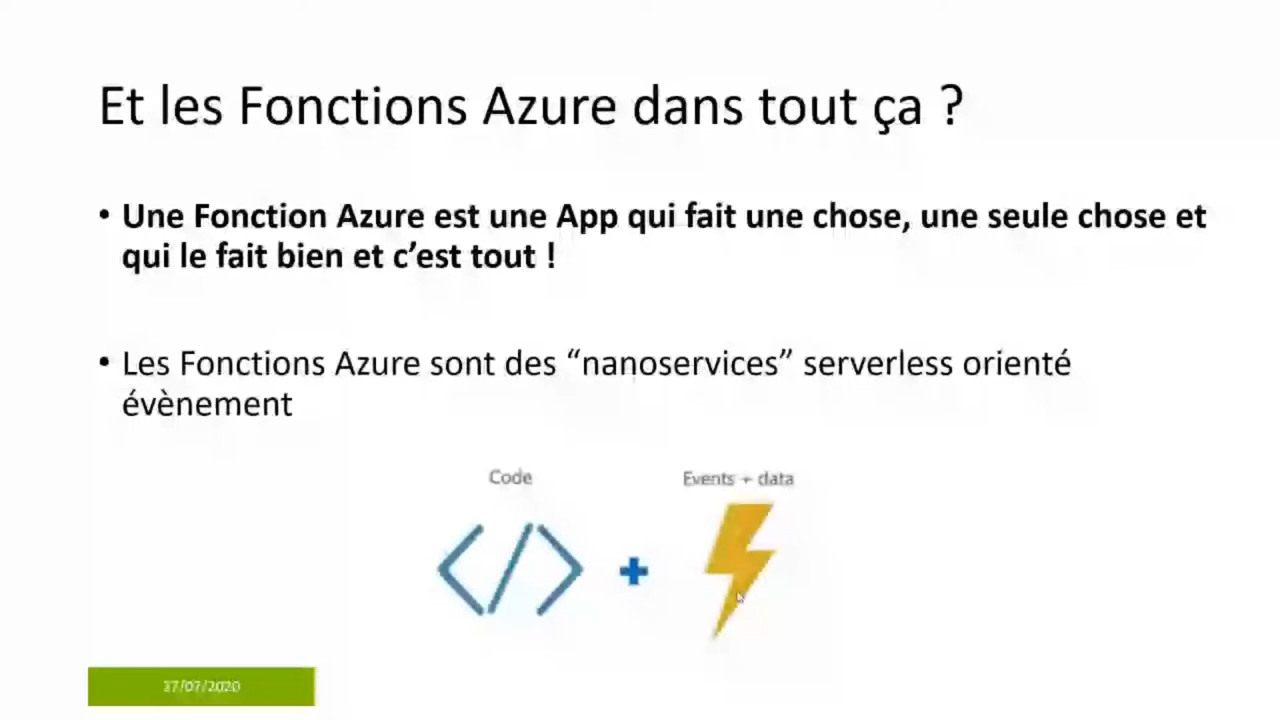 Et les Fonctions Azure dans tout ça ?
• Une Fonction Azure est une App qui fait une chose, une seule chose et
qui le fait bien et c’est tout !
• Les Fonctions Azure sont des “nanoservices” serverless orienté
évènement
Code
Events + data
27/07/2020